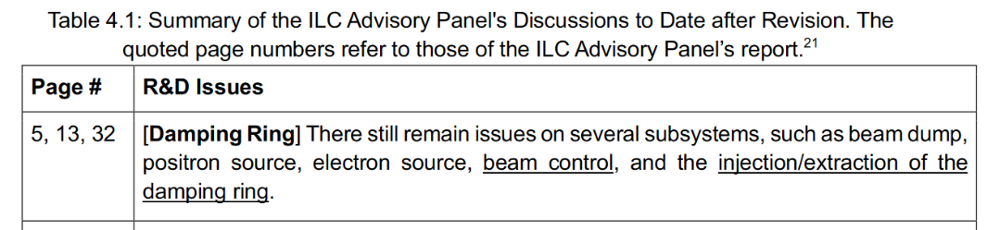 Table 4.1: Summary of the ILC Advisory Panel's Discussions to Date after Revision. The
quoted page numbers refer to those of the ILC Advisory Panel’s report.21
Page # R&D Issues
5, 13, 32 [Damping Ring] There still remain issues on several subsystems, such as beam dump,
positron source, electron source, beam control, and the injection/extraction of the
damping ring.